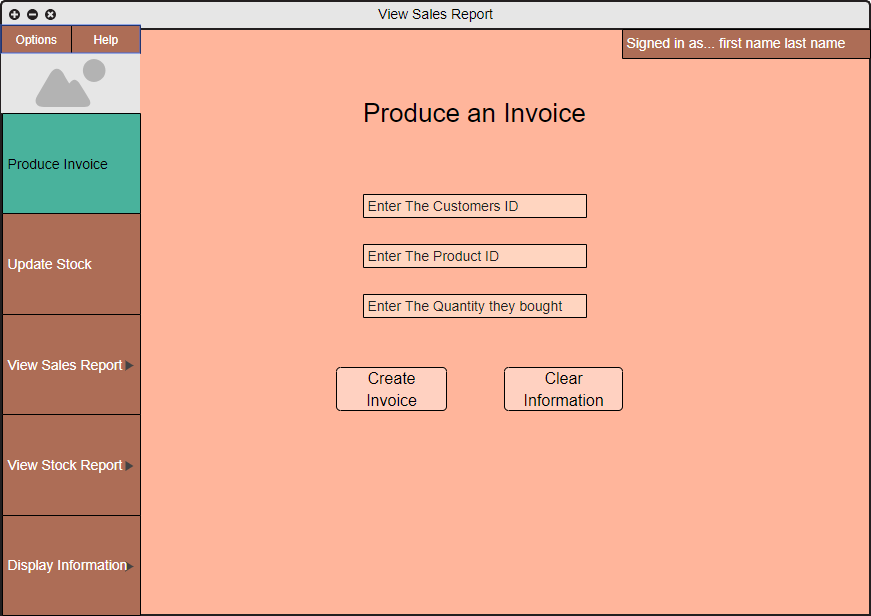 View Sales Report
Options
Help
Signed in as... first name last name
Produce an Invoice
Produce Invoice
Update Stock
View Sales Report
View Stock Report
Display Information
Enter The Customers ID
Enter The Product ID
Enter The Quantity they bought
Create
Invoice
Clear
Information